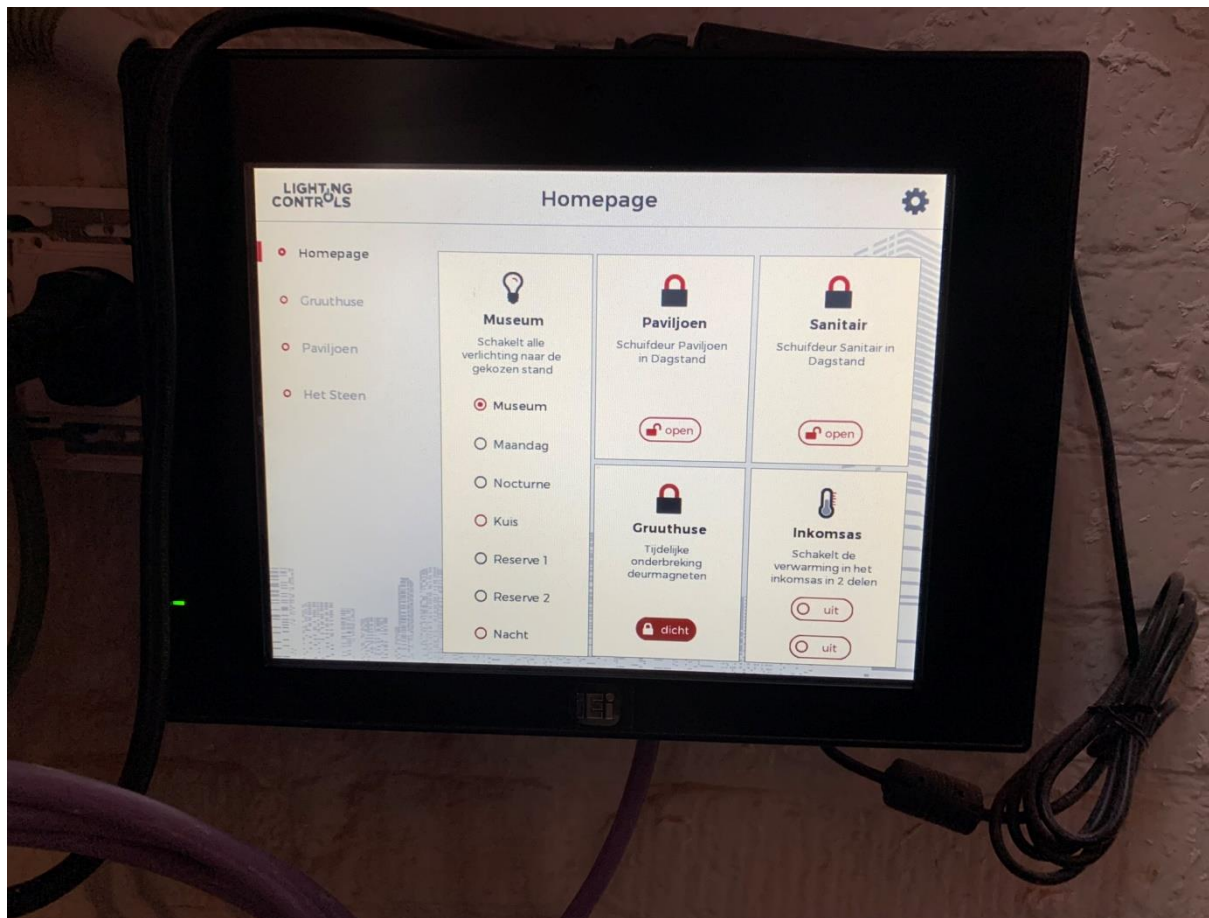 LIGHTING
CONTROLS
Homepage
Homepage
Gruuthuse
Paviljoen
Het Steen
Museum
Schakelt alle
verlichting naar de
gekozen stand
Museum
Maandag
Nocturne
Kuis
Reserve 1
Reserve 2
Nacht
Paviljoen
Schuifdeur Paviljoen
in Dagstand
open
Sanitair
Schuifdeur Sanitair in
Dagstand
open
Gruuthuse
Tijdelijke
onderbreking
deurmagneten
dicht
Inkomsas
Schakelt de
verwarming in het
inkomsas in 2 delen
uit
uit